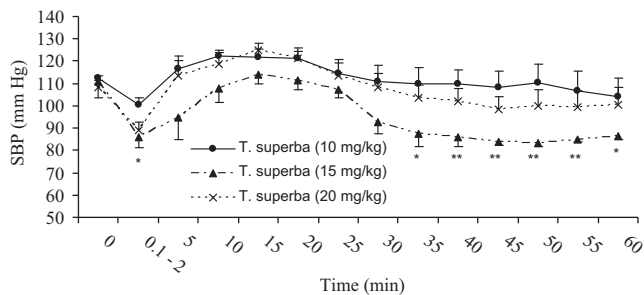 140
130
120
110
100
90
80
70
60
50
SBP (mm Hg)
T. superba (10 mg/kg)
T. superba (15 mg/kg)
T. superba (20 mg/kg)
* * ** ** ** ** *
0 0.1 - 2 5 10 15 20 25 30 35 40 45 50 55 60
Time (min)